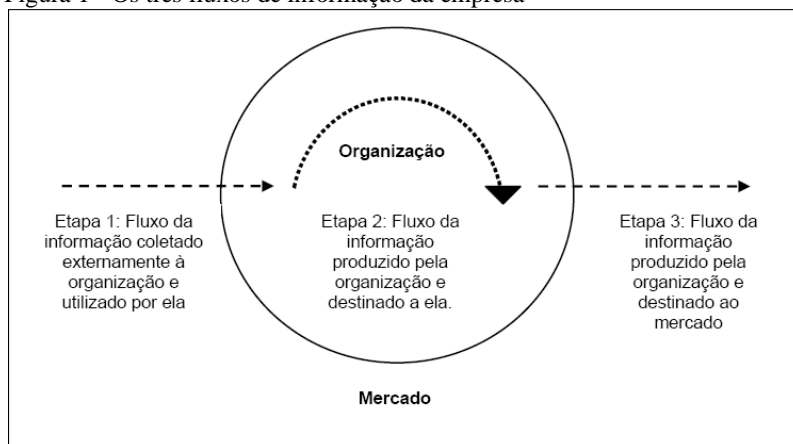 Figura 1 – Os três fluxos de informação da empresa
Organização
Etapa 1: Fluxo da
informação coletado
externamente à
organização e
utilizado por ela
Etapa 2: Fluxo da
informação
produzido pela
organização e
destinado a ela.
Etapa 3: Fluxo da
informação
produzido pela
organização e
destinado ao
mercado
Mercado